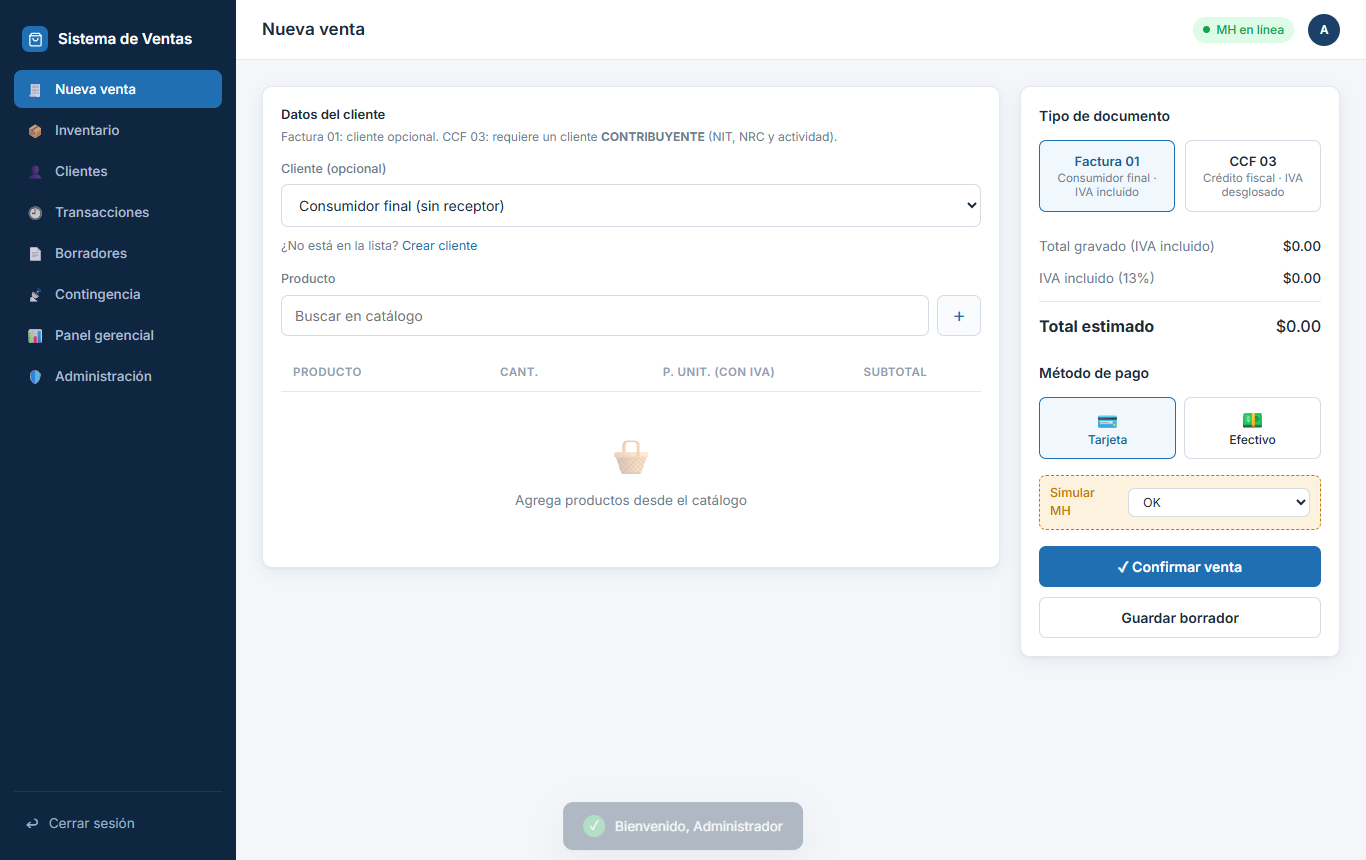 Sistema de Ventas
Nueva venta
Inventario
Clientes
Transacciones
Borradores
Contingencia
Panel gerencial
Administración
Cerrar sesión
Nueva venta
MH en línea
A
Datos del cliente
Factura 01: cliente opcional. CCF 03: requiere un cliente CONTRIBUYENTE (NIT, NRC y actividad).
Cliente (opcional)
Consumidor final (sin receptor)
¿No está en la lista? Crear cliente
Producto
Buscar en catálogo
+
PRODUCTO CANT. P. UNIT. (CON IVA) SUBTOTAL
Agrega productos desde el catálogo
Tipo de documento
Factura 01
Consumidor final ·
IVA incluido
CCF 03
Crédito fiscal · IVA
desglosado
Total gravado (IVA incluido) $0.00
IVA incluido (13%) $0.00
Total estimado $0.00
Método de pago
Tarjeta
Efectivo
Simular
MH
OK
✓ Confirmar venta
Guardar borrador
Bienvenido, Administrador